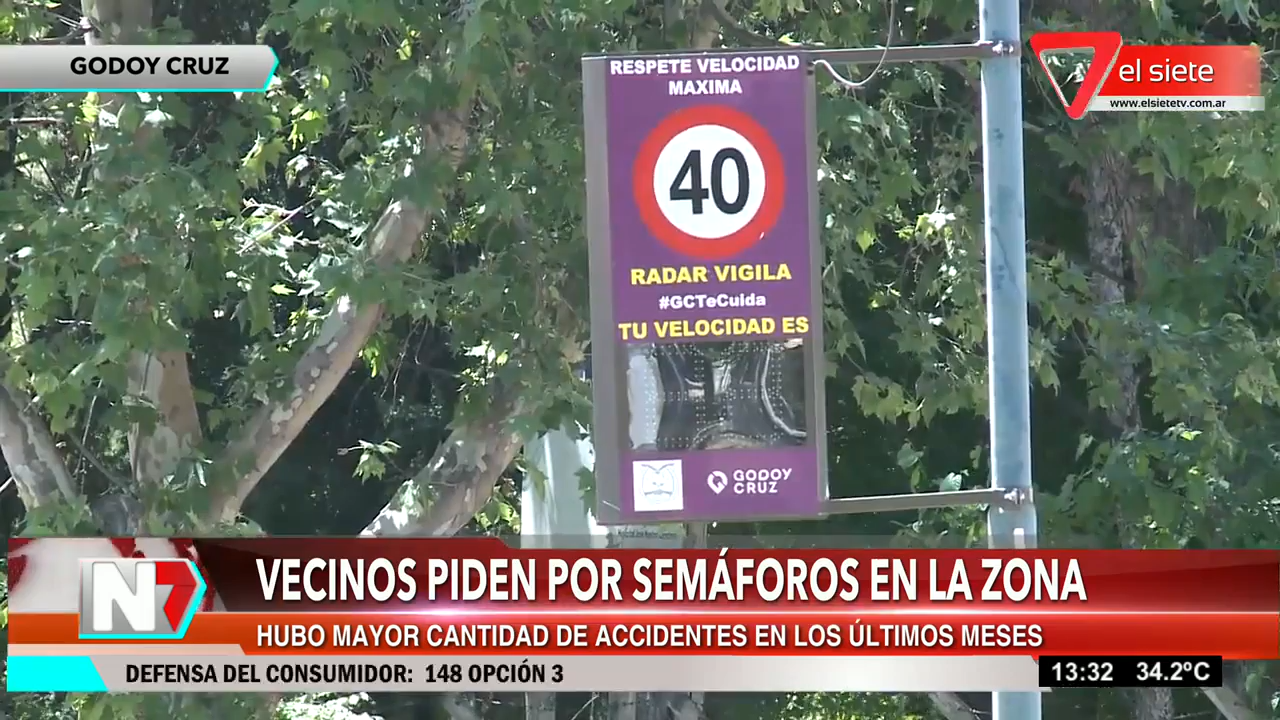 GODOY CRUZ
el siete
www.elsietetv.com.ar
RESPETE VELOCIDAD
MAXIMA
40
RADAR VIGILA
#GCTeCuida
TU VELOCIDAD ES
GODOY
CRUZ
N7
VECINOS PIDEN POR SEMÁFOROS EN LA ZONA
HUBO MAYOR CANTIDAD DE ACCIDENTES EN LOS ÚLTIMOS MESES
DEFENSA DEL CONSUMIDOR: 148 OPCIÓN 3
13:32 34.2ºC